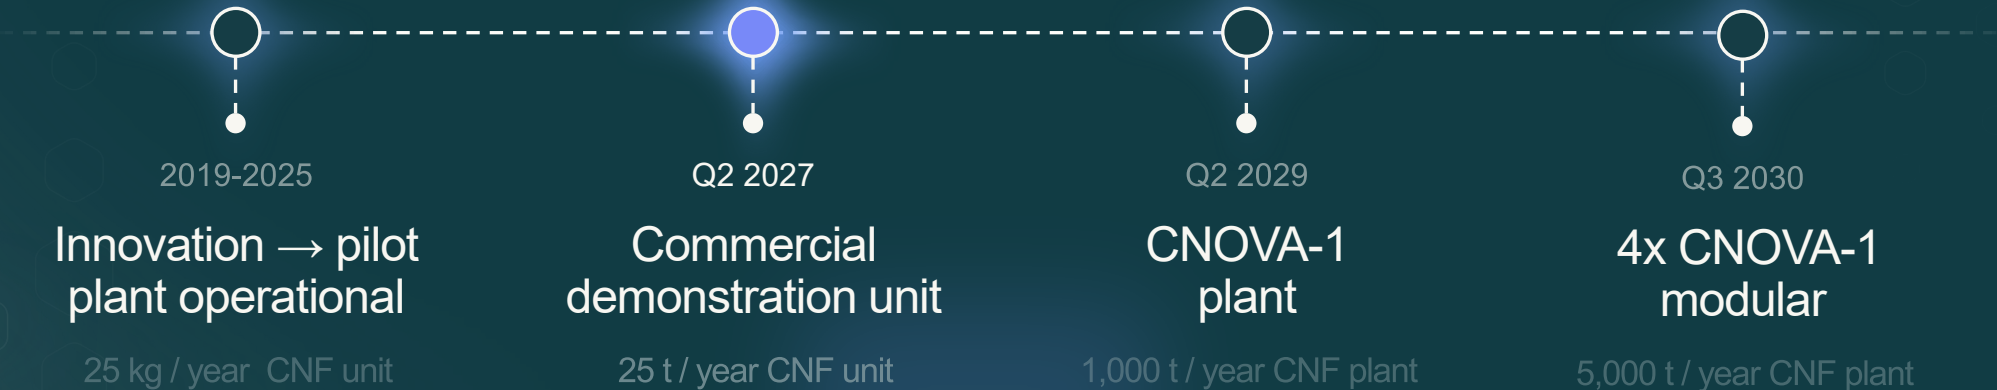 2019-2025
Innovation → pilot
plant operational
25 kg / year CNF unit
Q2 2027
Commercial
demonstration unit
25 t / year CNF unit
Q2 2029
CNOVA-1
plant
1,000 t / year CNF plant
Q3 2030
4x CNOVA-1
modular
5,000 t / year CNF plant